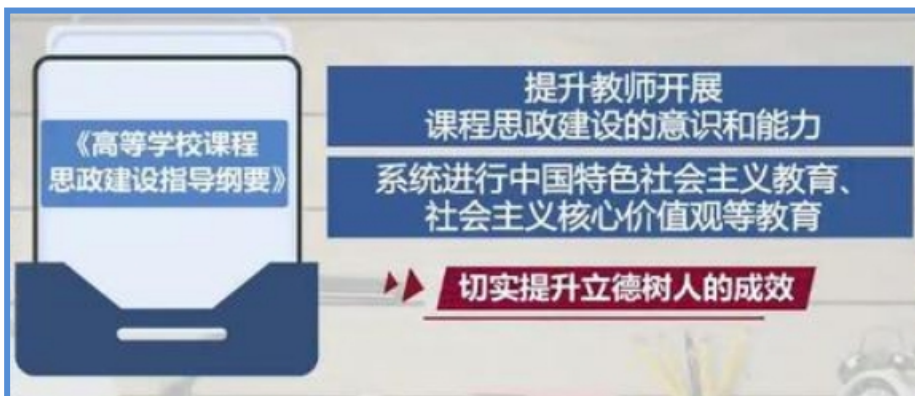 《高等学校课程
思政建设指导纲要》
提升教师开展
课程思政建设的意识和能力
系统进行中国特色社会主义教育、
社会主义核心价值观等教育
切实提升立德树人的成效